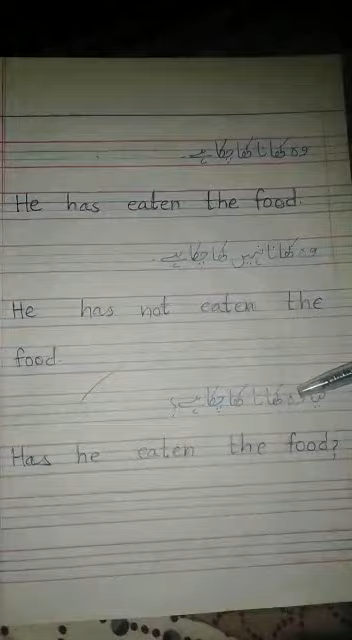 وہ کھانا کھا چکا ہے۔
He has eaten the food.
وہ کھانا نہیں کھا چکا ہے۔
He has not eaten the
food.
کیا وہ کھانا کھا چکا ہے؟
Has he eaten the food?